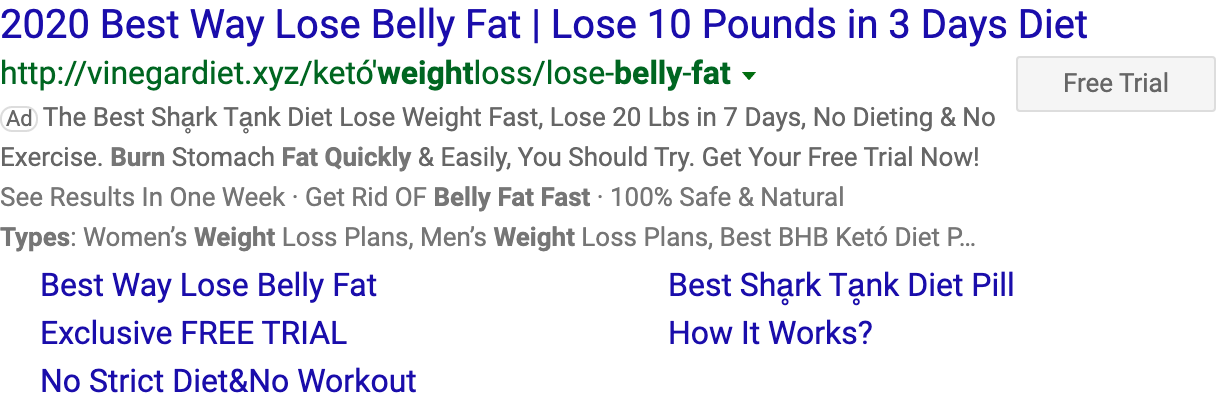 2020 Best Way Lose Belly Fat | Lose 10 Pounds in 3 Days Diet
http://vinegardiet.xyz/ketó'weightloss/lose-belly-fat
Free Trial
Ad The Best Shḁrk Tḁnk Diet Lose Weight Fast, Lose 20 Lbs in 7 Days, No Dieting & No
Exercise. Burn Stomach Fat Quickly & Easily, You Should Try. Get Your Free Trial Now!
See Results In One Week · Get Rid OF Belly Fat Fast · 100% Safe & Natural
Types: Women’s Weight Loss Plans, Men’s Weight Loss Plans, Best BHB Ketó Diet P...
Best Way Lose Belly Fat
Best Shḁrk Tḁnk Diet Pill
Exclusive FREE TRIAL
How It Works?
No Strict Diet&No Workout